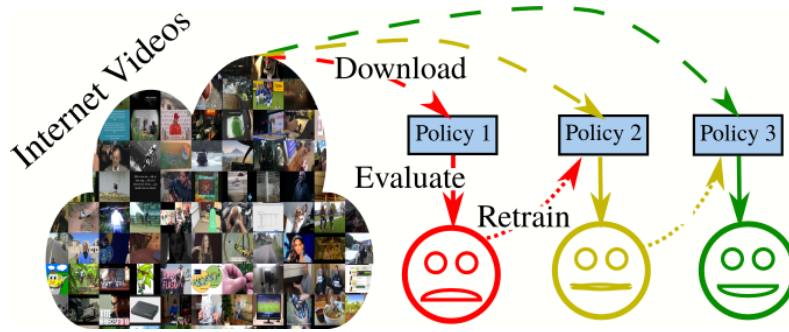 Internet Videos
Download
Policy 1
Policy 2
Policy 3
Evaluate
Retrain